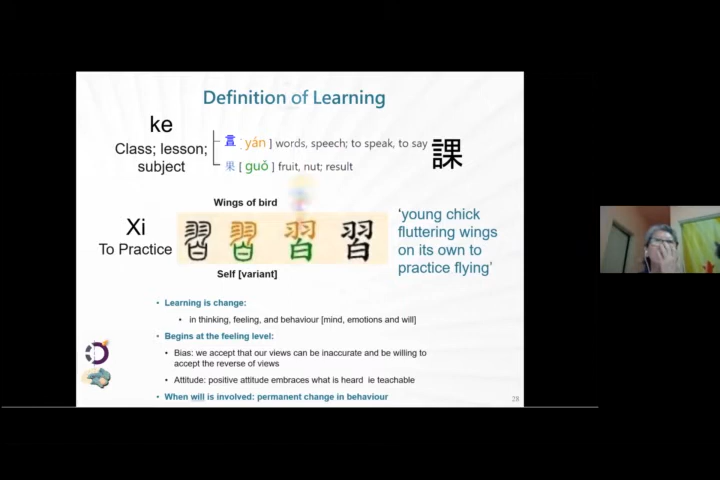 Definition of Learning
ke
Class; lesson;
subject
言 [ yán ] words, speech; to speak, to say
果 [ guǒ ] fruit, nut; result
課
Wings of bird
Xi
To Practice
習 習 習 習
Self [variant]
'young chick
fluttering wings
on its own to
practice flying'
• Learning is change:
• in thinking, feeling, and behaviour [mind, emotions and will]
• Begins at the feeling level:
• Bias: we accept that our views can be inaccurate and be willing to
accept the reverse of views
• Attitude: positive attitude embraces what is heard ie teachable
• When will is involved: permanent change in behaviour
28